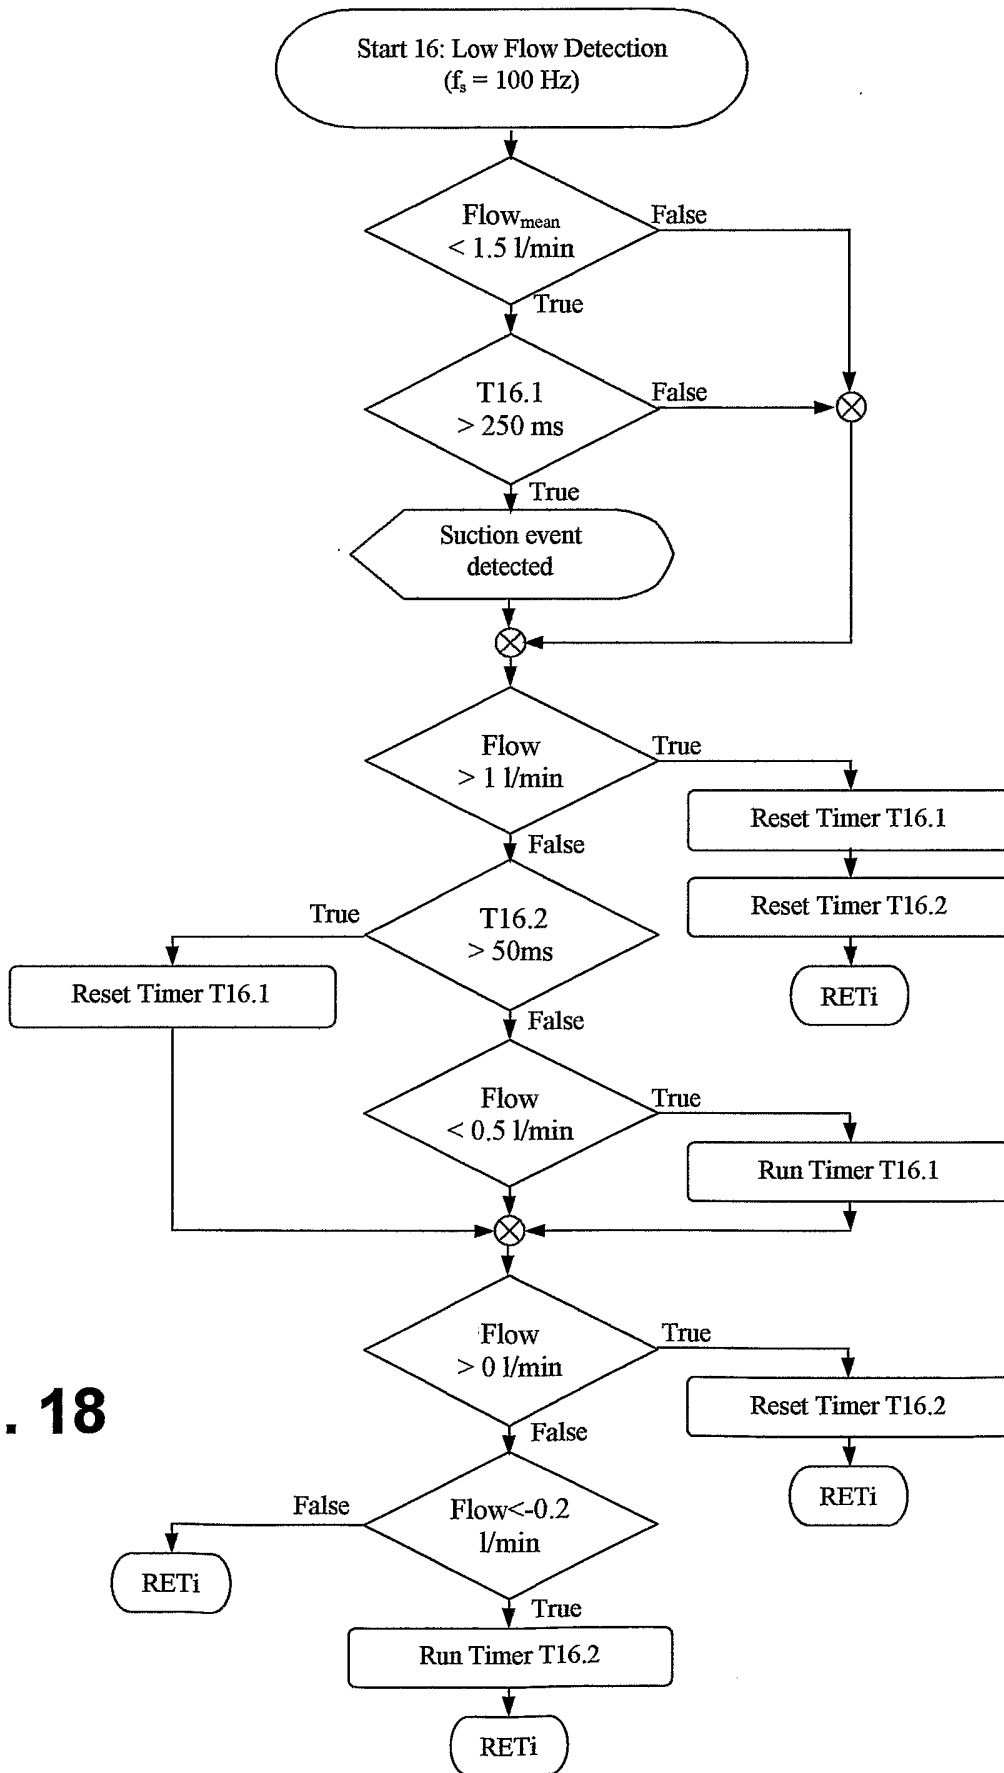 Start 16: Low Flow Detection
(fs = 100 Hz)
Flowmean
< 1.5 l/min
False
True
T16.1
> 250 ms
False
True
Suction event
detected
Flow
> 1 l/min
True
Reset Timer T16.1
False
Reset Timer T16.2
RETi
T16.2
> 50ms
True
Reset Timer T16.1
False
Flow
< 0.5 l/min
True
Run Timer T16.1
Flow
> 0 l/min
True
Reset Timer T16.2
RETi
. 18
False
Flow<-0.2
l/min
False
RETi
True
Run Timer T16.2
RETi